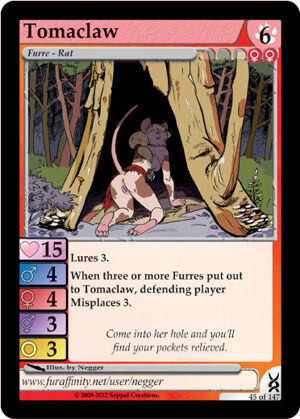 Tomaclaw
6
Furre - Rat
♀♀
15
Lures 3.
♂ 4
When three or more Furres put out
to Tomaclaw, defending player
Misplaces 3.
♀ 4
⚥ 3
3
Come into her hole and you'll
find your pockets relieved.
Illus. by Negger
www.furaffinity.net/user/negger
© 2009-2012 Seppel Creations.
45 of 147